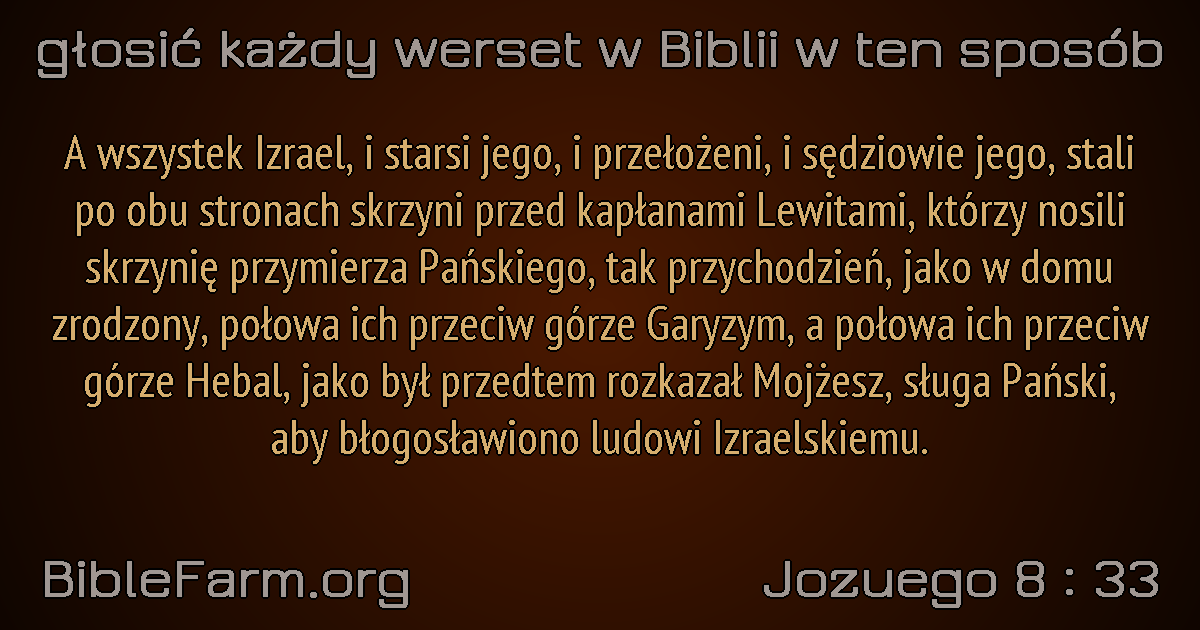 głosić każdy werset w Biblii w ten sposób
A wszystek Izrael, i starsi jego, i przełożeni, i sędziowie jego, stali
po obu stronach skrzyni przed kapłanami Lewitami, którzy nosili
skrzynię przymierza Pańskiego, tak przychodzień, jako w domu
zrodzony, połowa ich przeciw górze Garyzym, a połowa ich przeciw
górze Hebal, jako był przedtem rozkazał Mojżesz, sługa Pański,
aby błogosławiono ludowi Izraelskiemu.
BibleFarm.org
Jozuego 8 : 33